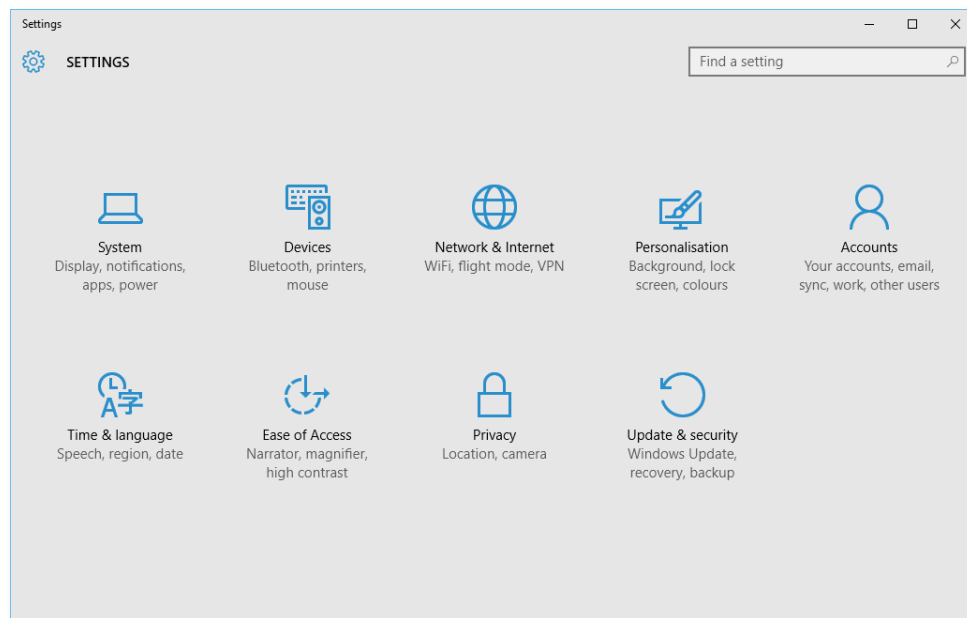 Settings
SETTINGS
Find a setting
System
Display, notifications,
apps, power
Devices
Bluetooth, printers,
mouse
Network & Internet
WiFi, flight mode, VPN
Personalisation
Background, lock
screen, colours
Accounts
Your accounts, email,
sync, work, other users
A字
Time & language
Speech, region, date
Ease of Access
Narrator, magnifier,
high contrast
Privacy
Location, camera
Update & security
Windows Update,
recovery, backup